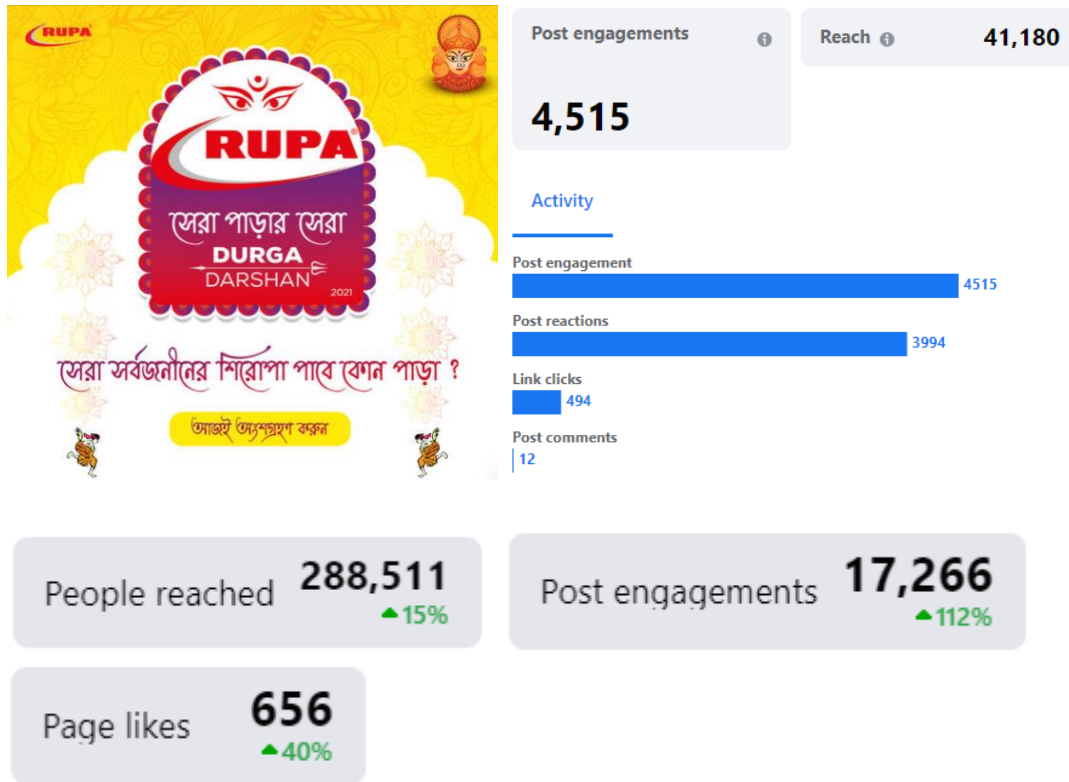 RUPA
RUPA®
সেরা পাড়ার সেরা
DURGA
DARSHAN
2021
সেরা সর্বজনীনের শিরোপা পাবে কোন পাড়া ?
আজই অংশগ্রহণ করুন
Post engagements
4,515
Reach 41,180
Activity
Post engagement
4515
Post reactions
3994
Link clicks
494
Post comments
12
People reached 288,511
15%
Post engagements 17,266
112%
Page likes 656
40%